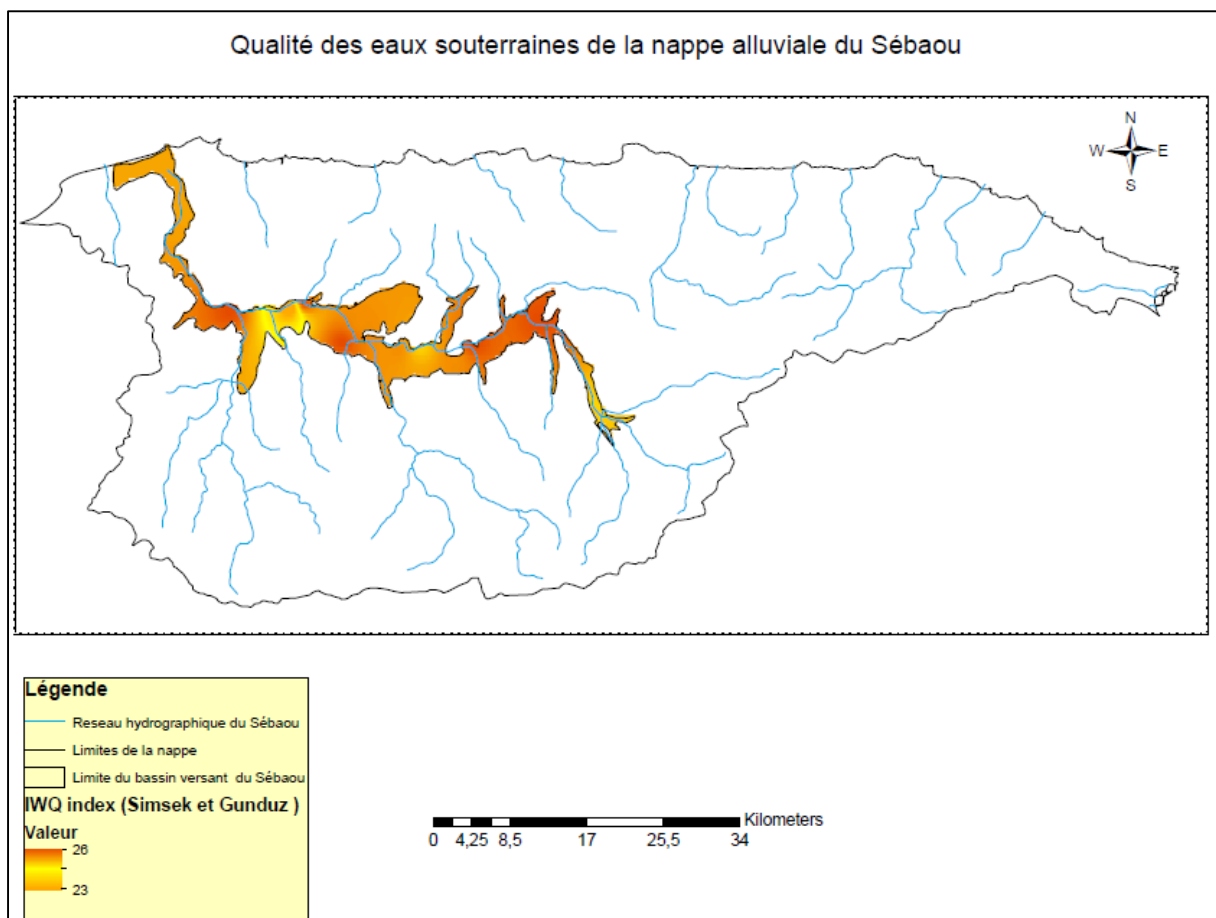 Qualité des eaux souterraines de la nappe alluviale du Sébaou
N
W E
S
Légende
Reseau hydrographique du Sébaou
Limites de la nappe
Limite du bassin versant du Sébaou
IWQ index (Simsek et Gunduz )
Valeur
26
23
Kilometers
0 4,25 8,5 17 25,5 34